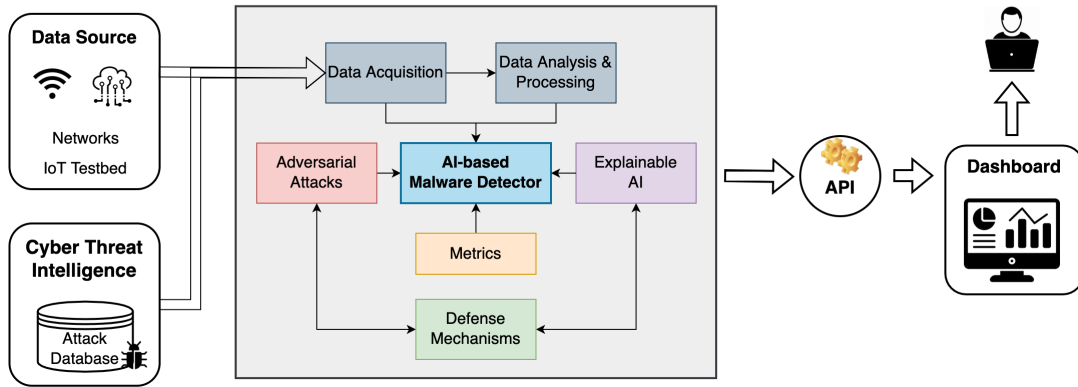 Data Source
Networks
IoT Testbed
Cyber Threat
Intelligence
Attack
Database
Data Acquisition
Data Analysis &
Processing
Adversarial
Attacks
AI-based
Malware Detector
Explainable
AI
Metrics
Defense
Mechanisms
API
Dashboard